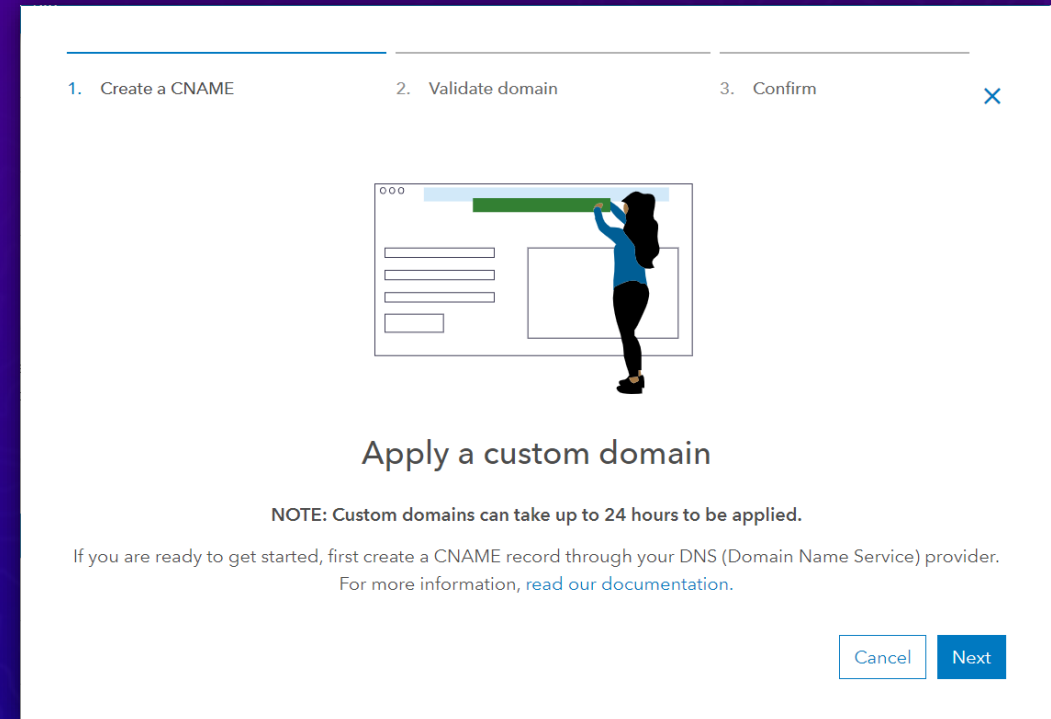 1. Create a CNAME
2. Validate domain
3. Confirm
Apply a custom domain
NOTE: Custom domains can take up to 24 hours to be applied.
If you are ready to get started, first create a CNAME record through your DNS (Domain Name Service) provider.
For more information, read our documentation.
Cancel
Next